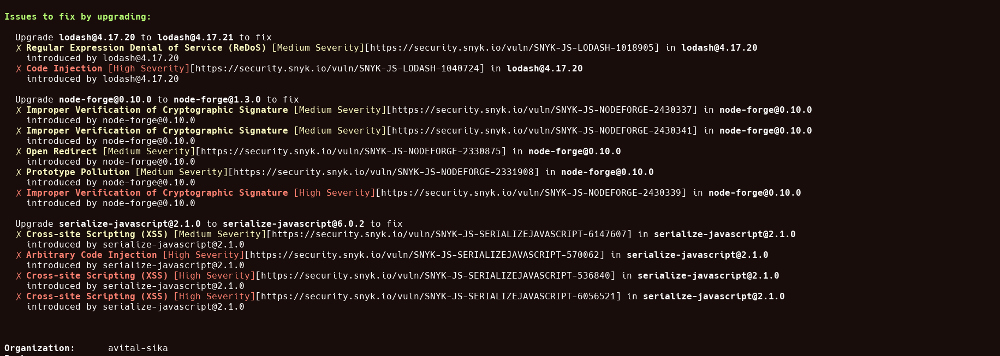 Issues to fix by upgrading:
Upgrade lodash@4.17.20 to lodash@4.17.21 to fix
✗ Regular Expression Denial of Service (ReDoS) [Medium Severity][https://security.snyk.io/vuln/SNYK-JS-LODASH-1018905] in lodash@4.17.20
introduced by lodash@4.17.20
✗ Code Injection [High Severity][https://security.snyk.io/vuln/SNYK-JS-LODASH-1040724] in lodash@4.17.20
introduced by lodash@4.17.20
Upgrade node-forge@0.10.0 to node-forge@1.3.0 to fix
✗ Improper Verification of Cryptographic Signature [Medium Severity][https://security.snyk.io/vuln/SNYK-JS-NODEFORGE-2430337] in node-forge@0.10.0
introduced by node-forge@0.10.0
✗ Improper Verification of Cryptographic Signature [Medium Severity][https://security.snyk.io/vuln/SNYK-JS-NODEFORGE-2430341] in node-forge@0.10.0
introduced by node-forge@0.10.0
✗ Open Redirect [Medium Severity][https://security.snyk.io/vuln/SNYK-JS-NODEFORGE-2330875] in node-forge@0.10.0
introduced by node-forge@0.10.0
✗ Prototype Pollution [Medium Severity][https://security.snyk.io/vuln/SNYK-JS-NODEFORGE-2331908] in node-forge@0.10.0
introduced by node-forge@0.10.0
✗ Improper Verification of Cryptographic Signature [High Severity][https://security.snyk.io/vuln/SNYK-JS-NODEFORGE-2430339] in node-forge@0.10.0
introduced by node-forge@0.10.0
Upgrade serialize-javascript@2.1.0 to serialize-javascript@6.0.2 to fix
✗ Cross-site Scripting (XSS) [Medium Severity][https://security.snyk.io/vuln/SNYK-JS-SERIALIZEJAVASCRIPT-6147607] in serialize-javascript@2.1.0
introduced by serialize-javascript@2.1.0
✗ Arbitrary Code Injection [High Severity][https://security.snyk.io/vuln/SNYK-JS-SERIALIZEJAVASCRIPT-570062] in serialize-javascript@2.1.0
introduced by serialize-javascript@2.1.0
✗ Cross-site Scripting (XSS) [High Severity][https://security.snyk.io/vuln/SNYK-JS-SERIALIZEJAVASCRIPT-536840] in serialize-javascript@2.1.0
introduced by serialize-javascript@2.1.0
✗ Cross-site Scripting (XSS) [High Severity][https://security.snyk.io/vuln/SNYK-JS-SERIALIZEJAVASCRIPT-6056521] in serialize-javascript@2.1.0
introduced by serialize-javascript@2.1.0
Organization: avital-sika